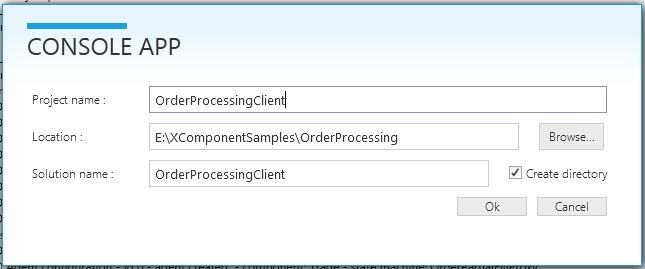 CONSOLE APP
Project name : OrderProcessingClient
Location : E:\XComponentSamples\OrderProcessing Browse...
Solution name : OrderProcessingClient Create directory
Ok Cancel